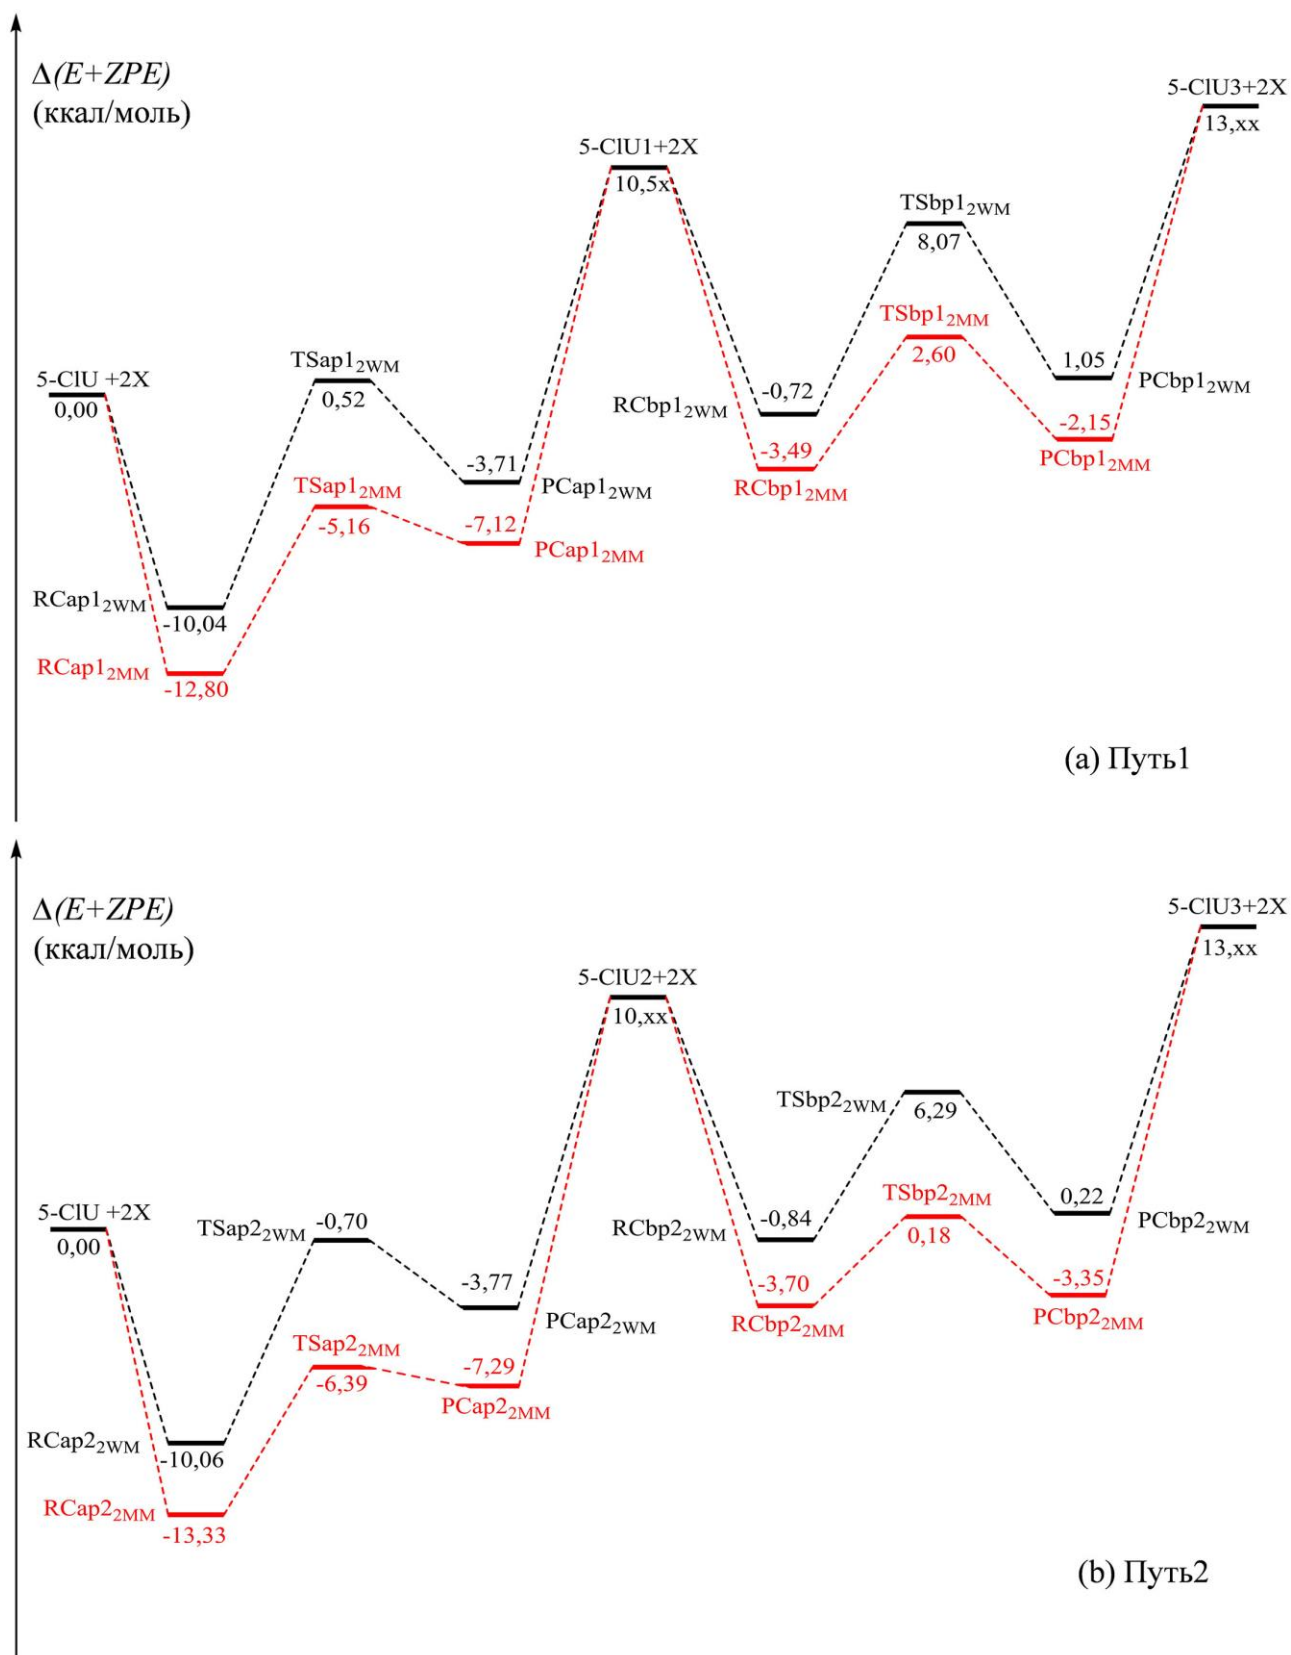 Δ(E+ZPE)
(ккал/моль)
5-ClU3+2X
13,xx
5-ClU1+2X
10,5x
TSbp1₂WM
8,07
TSbp1₂MM
2,60
TSap1₂WM
0,52
5-ClU +2X
0,00
1,05
PCbp1₂WM
-0,72
RCbp1₂WM
-2,15
PCbp1₂MM
-3,49
RCbp1₂MM
-3,71
PCap1₂WM
TSap1₂MM
-5,16
-7,12
PCap1₂MM
RCap1₂WM
-10,04
RCap1₂MM
-12,80
(a) Путь1
Δ(E+ZPE)
(ккал/моль)
5-ClU3+2X
13,xx
5-ClU2+2X
10,xx
TSbp2₂WM
6,29
TSbp2₂MM
0,18
5-ClU +2X
0,00
TSap2₂WM
-0,70
-0,84
RCbp2₂WM
0,22
PCbp2₂WM
-3,77
PCap2₂WM
-3,70
RCbp2₂MM
-3,35
PCbp2₂MM
TSap2₂MM
-6,39
-7,29
PCap2₂MM
RCap2₂WM
-10,06
RCap2₂MM
-13,33
(b) Путь2